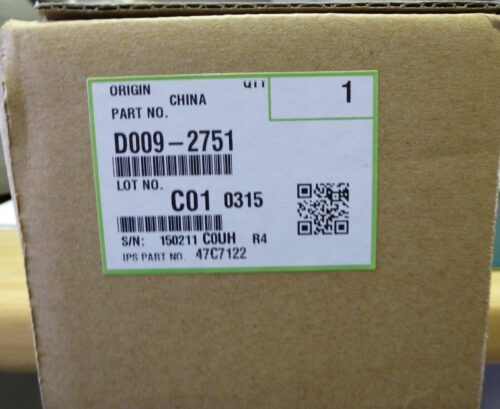 ORIGIN
CHINA
QTY
1
PART NO.
D009-2751
LOT NO.
C01 0315
S/N: 150211 C0UH R4
IPS PART NO. 47C7122